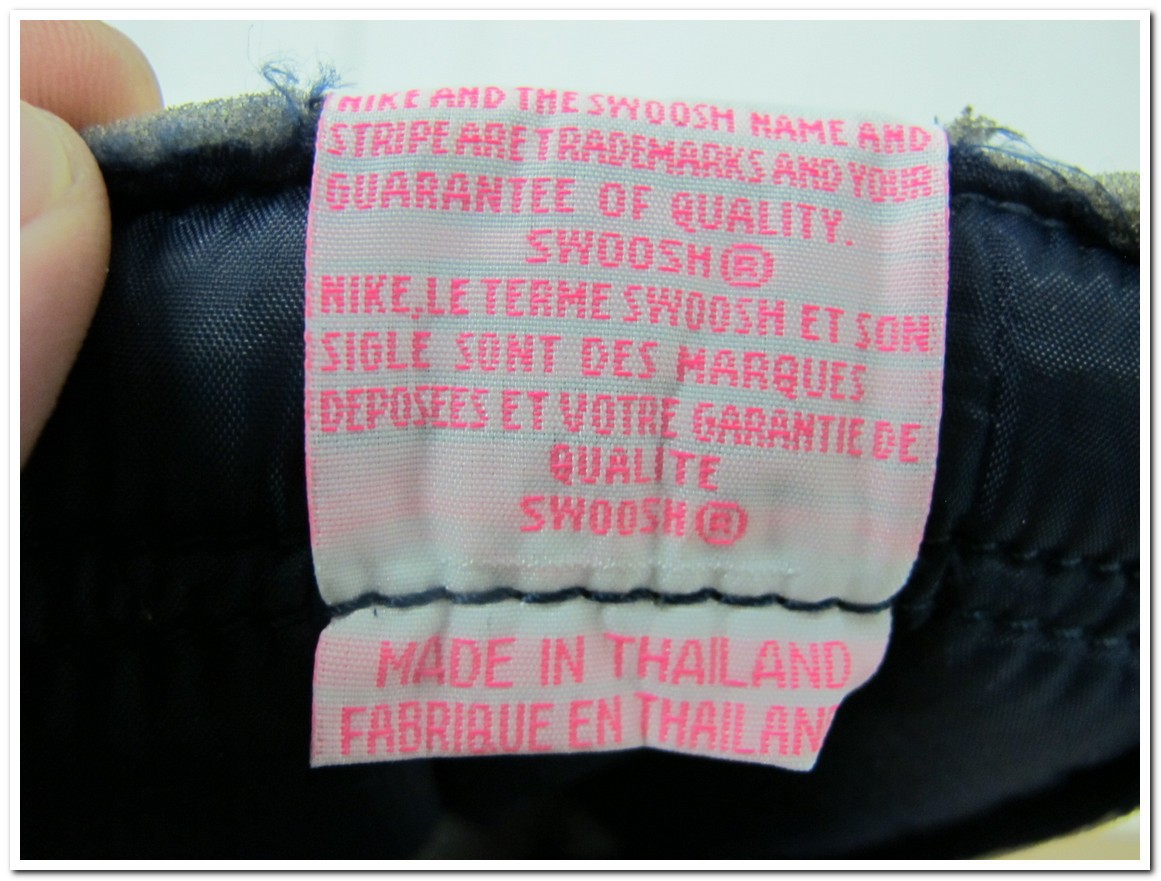 NIKE AND THE SWOOSH NAME AND
STRIPE ARE TRADEMARKS AND YOUR
GUARANTEE OF QUALITY.
SWOOSH®
NIKE, LE TERME SWOOSH ET SON
SIGLE SONT DES MARQUES
DEPOSEES ET VOTRE GARANTIE DE
QUALITE
SWOOSH®
MADE IN THAILAND
FABRIQUE EN THAILAN